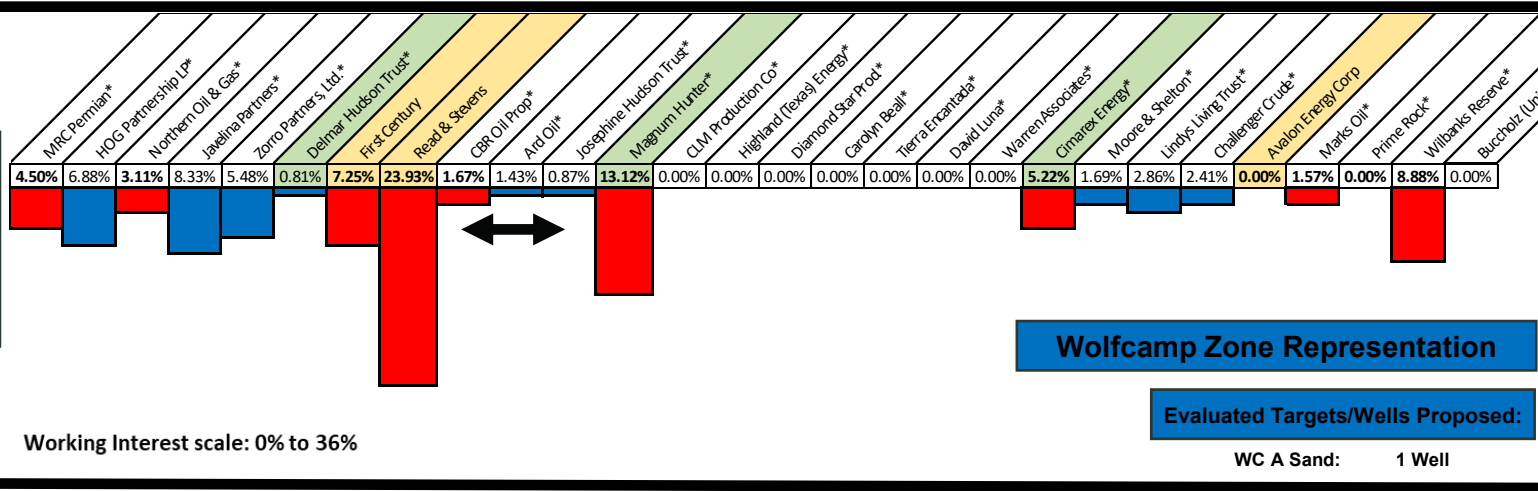 MRC Permian*
HOG Partnership LP*
Northern Oil & Gas*
Javelina Partners*
Zorro Partners, Ltd.*
Delmar Hudson Trust*
First Century
Read & Stevens
CBR Oil Prop*
Ard Oil*
Josephine Hudson Trust*
Magnum Hunter*
CLM Production Co*
Highland (Texas) Energy*
Diamond Star Prod.*
Carolyn Beall*
Tierra Encantada*
David Luna*
Warren Associates*
Cimarex Energy*
Moore & Shelton*
Lindys Living Trust*
Challenger Crude*
Avalon Energy Corp
Marks Oil*
Prime Rock*
Wilbanks Reserve*
Bucholz
4.50% 6.88% 3.11% 8.33% 5.48% 0.81% 7.25% 23.93% 1.67% 1.43% 0.87% 13.12% 0.00% 0.00% 0.00% 0.00% 0.00% 0.00% 0.00% 5.22% 1.69% 2.86% 2.41% 0.00% 1.57% 0.00% 8.88% 0.00%
Wolfcamp Zone Representation
Evaluated Targets/Wells Proposed:
Working Interest scale: 0% to 36%
WC A Sand: 1 Well